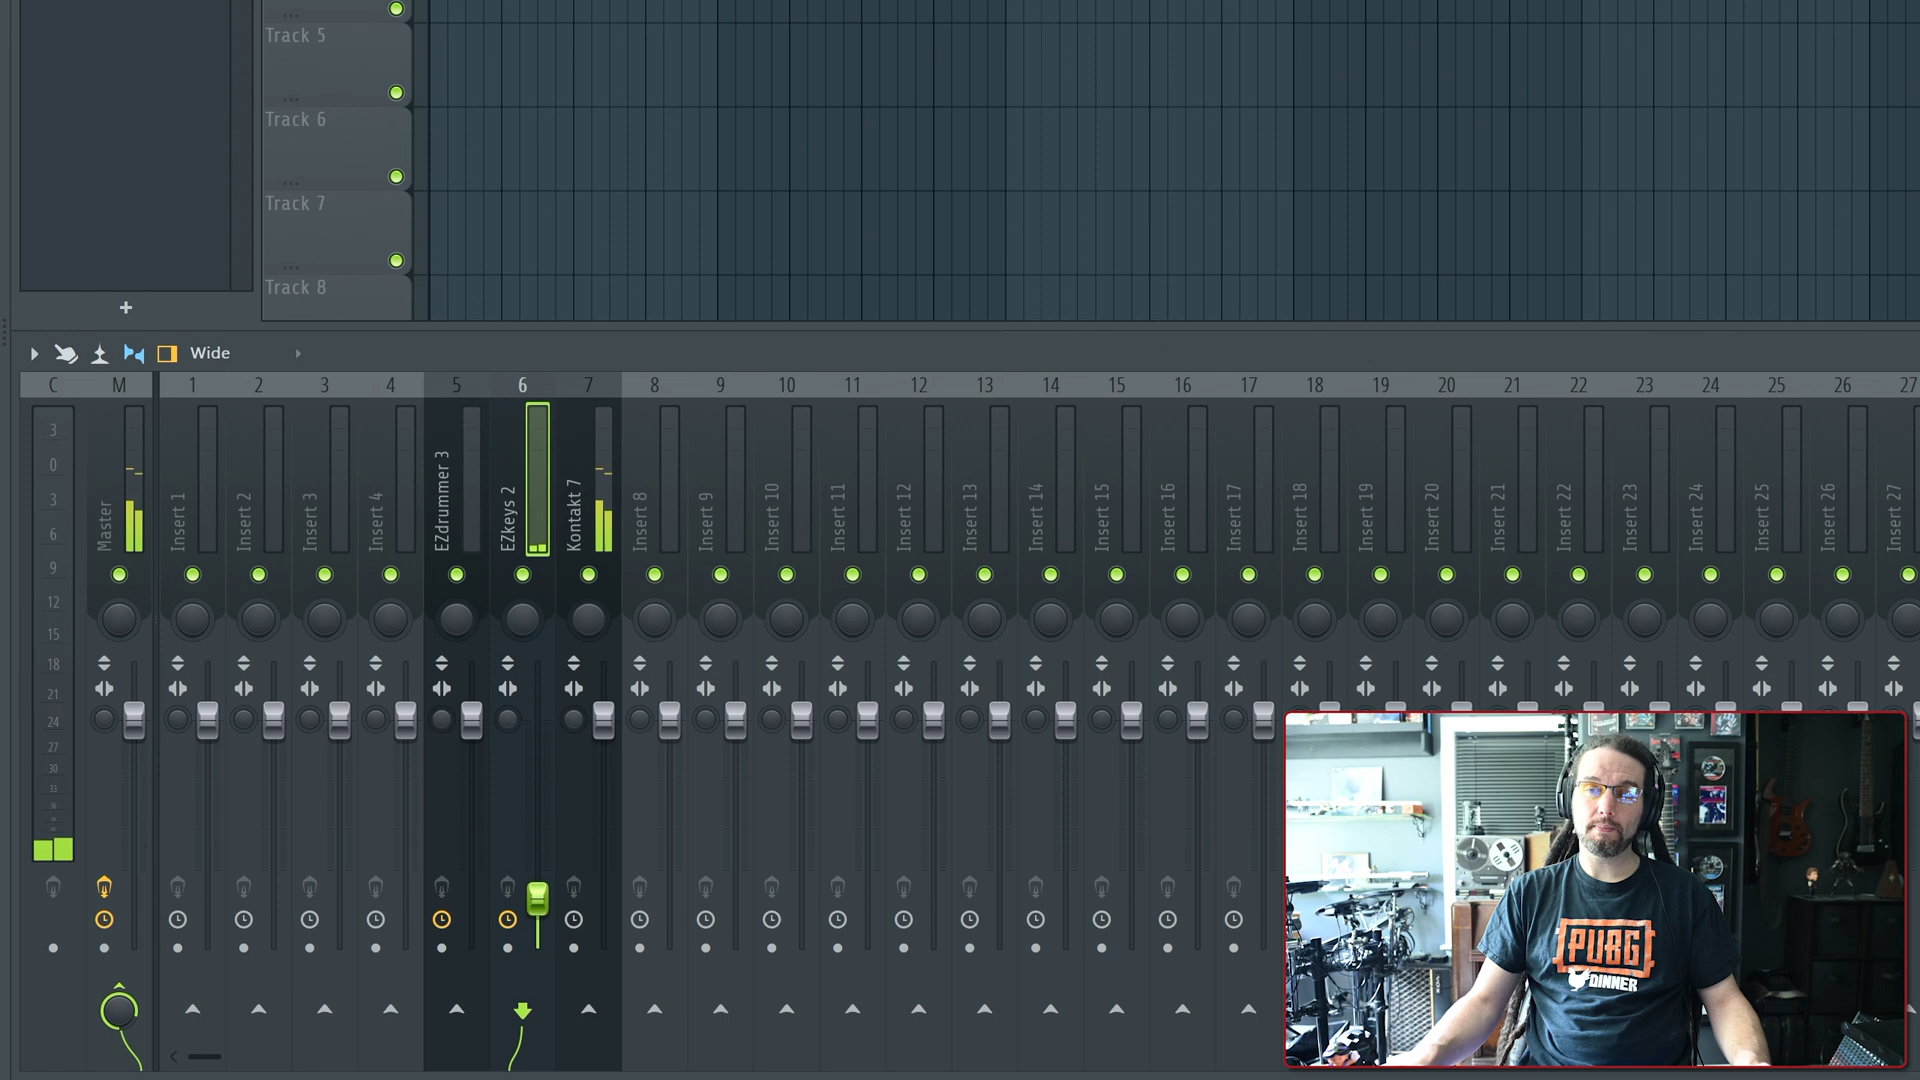 Track 5
Track 6
Track 7
Track 8
Wide
C M 1 2 3 4 5 6 7 8 9 10 11 12 13 14 15 16 17 18 19 20 21 22 23 24 25 26 27
3
0
3
6
9
12
15
18
21
24
27
30
33
36
Master
Insert 1
Insert 2
Insert 3
Insert 4
EZdrummer 3
EZkeys 2
Kontakt 7
Insert 8
Insert 9
Insert 10
Insert 11
Insert 12
Insert 13
Insert 14
Insert 15
Insert 16
Insert 17
Insert 18
Insert 19
Insert 20
Insert 21
Insert 22
Insert 23
Insert 24
Insert 25
Insert 26
Insert 27
PUBG
DINNER